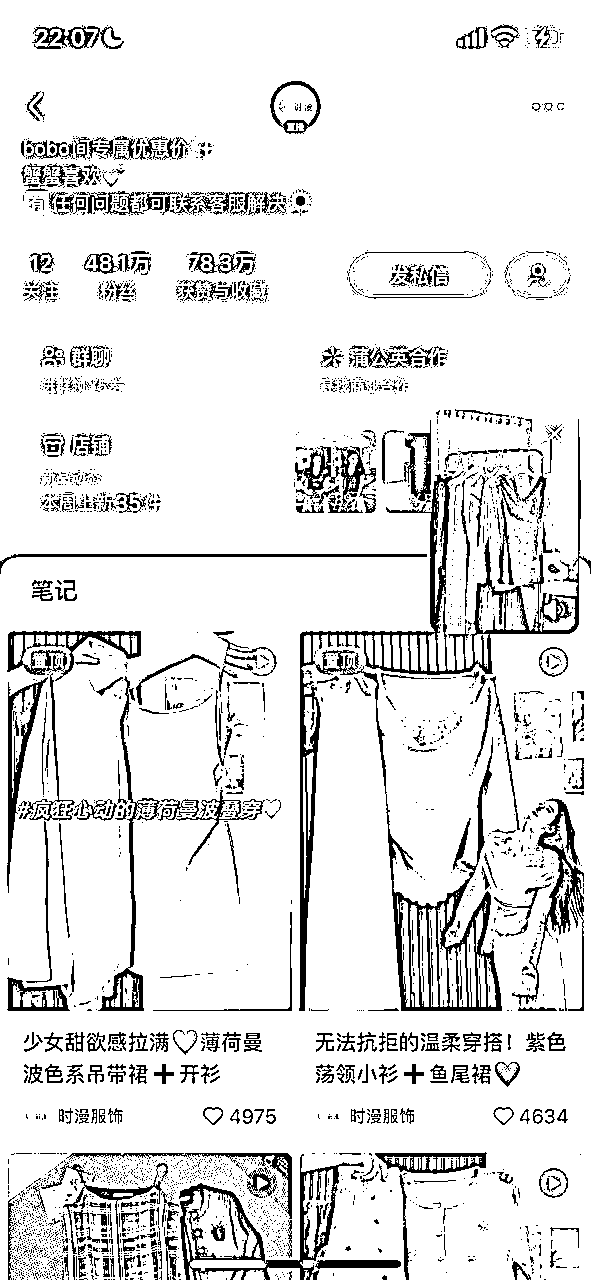 22:07
bobo间专属优惠价
蟹蟹喜欢♡
有任何问题都可联系客服解决
12 48.1万 78.3万
关注 粉丝 获赞与收藏
发私信
群聊
蒲公英合作
店铺
本周上新35件
笔记
置顶
置顶
#疯狂心动的薄荷曼波叠穿♡
少女甜欲感拉满♡薄荷曼
波色系吊带裙➕开衫
时漫服饰 4975
无法抗拒的温柔穿搭！紫色
荡领小衫➕鱼尾裙♡
时漫服饰 4634